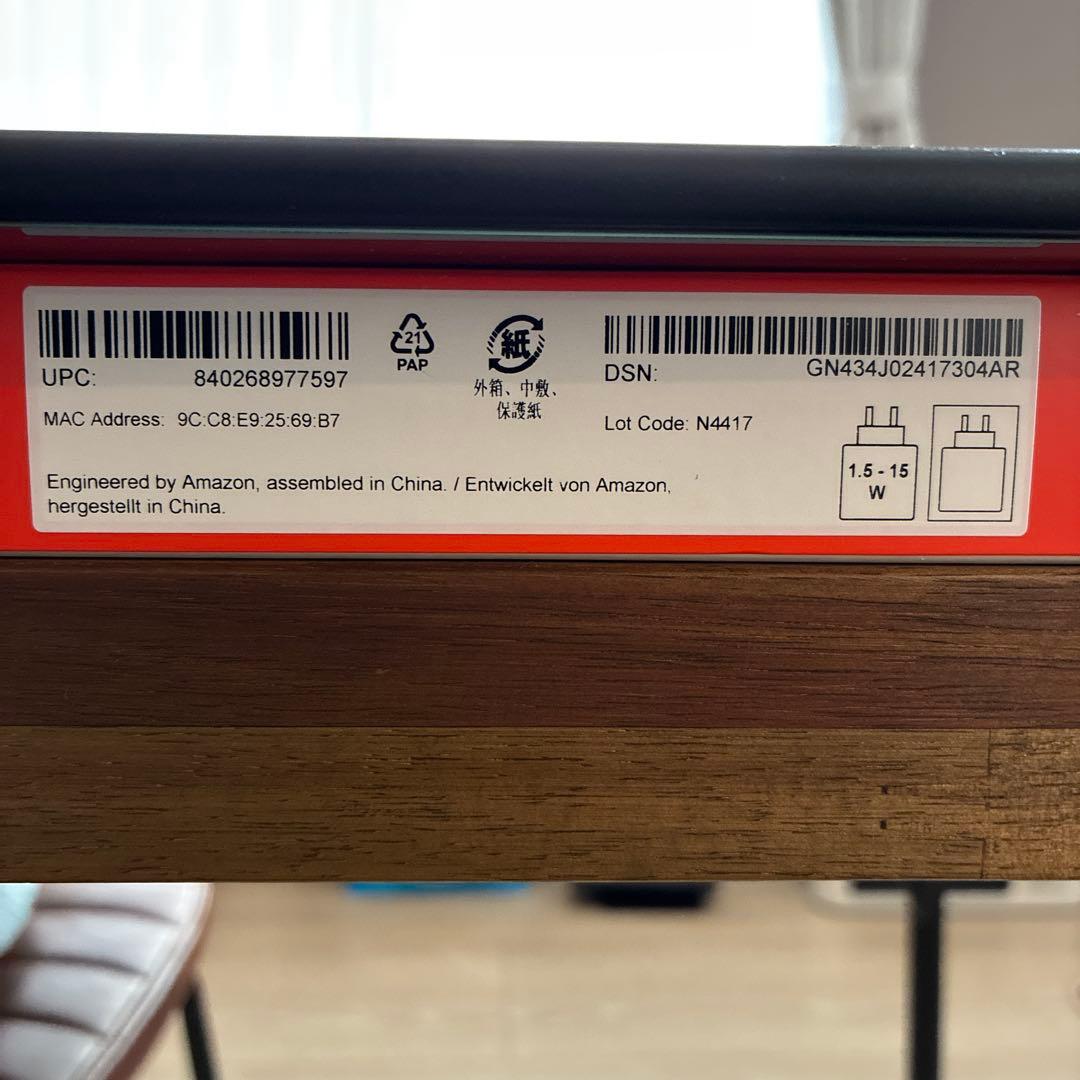 UPC: 840268977597
MAC Address: 9C:C8:E9:25:69:B7
21
PAP
紙
外箱、中敷、
保護紙
DSN: GN434J02417304AR
Lot Code: N4417
1.5 - 15
W
Engineered by Amazon, assembled in China. / Entwickelt von Amazon,
hergestellt in China.